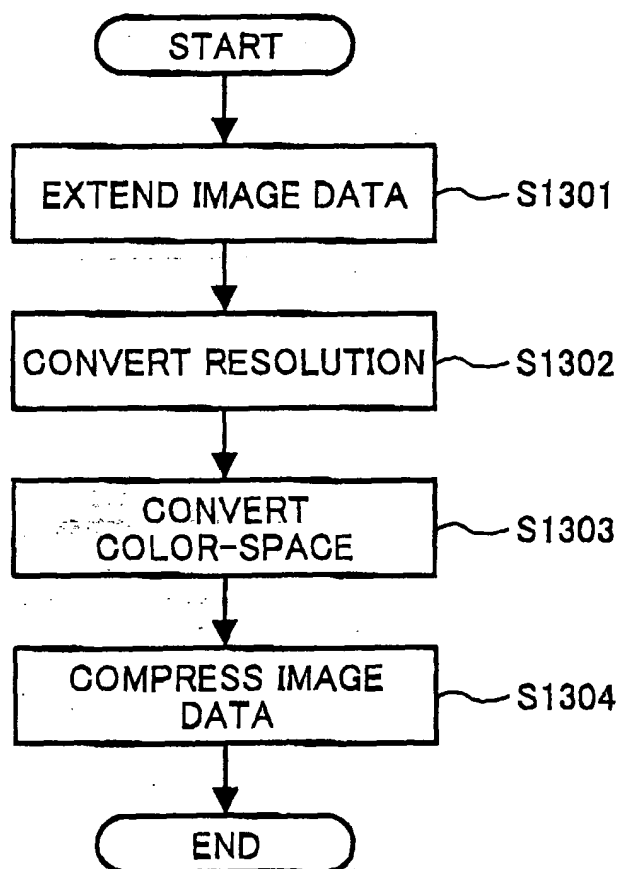 START
EXTEND IMAGE DATA
S1301
CONVERT RESOLUTION
S1302
CONVERT
COLOR-SPACE
S1303
COMPRESS IMAGE
DATA
S1304
END